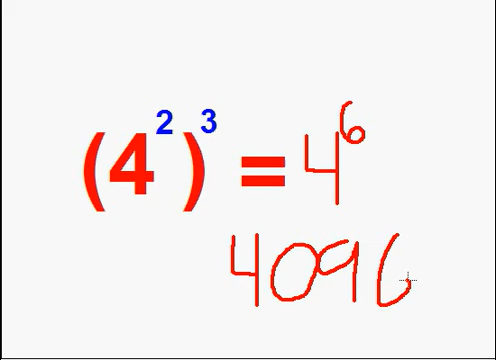 (4²)³ = 4⁶
4096